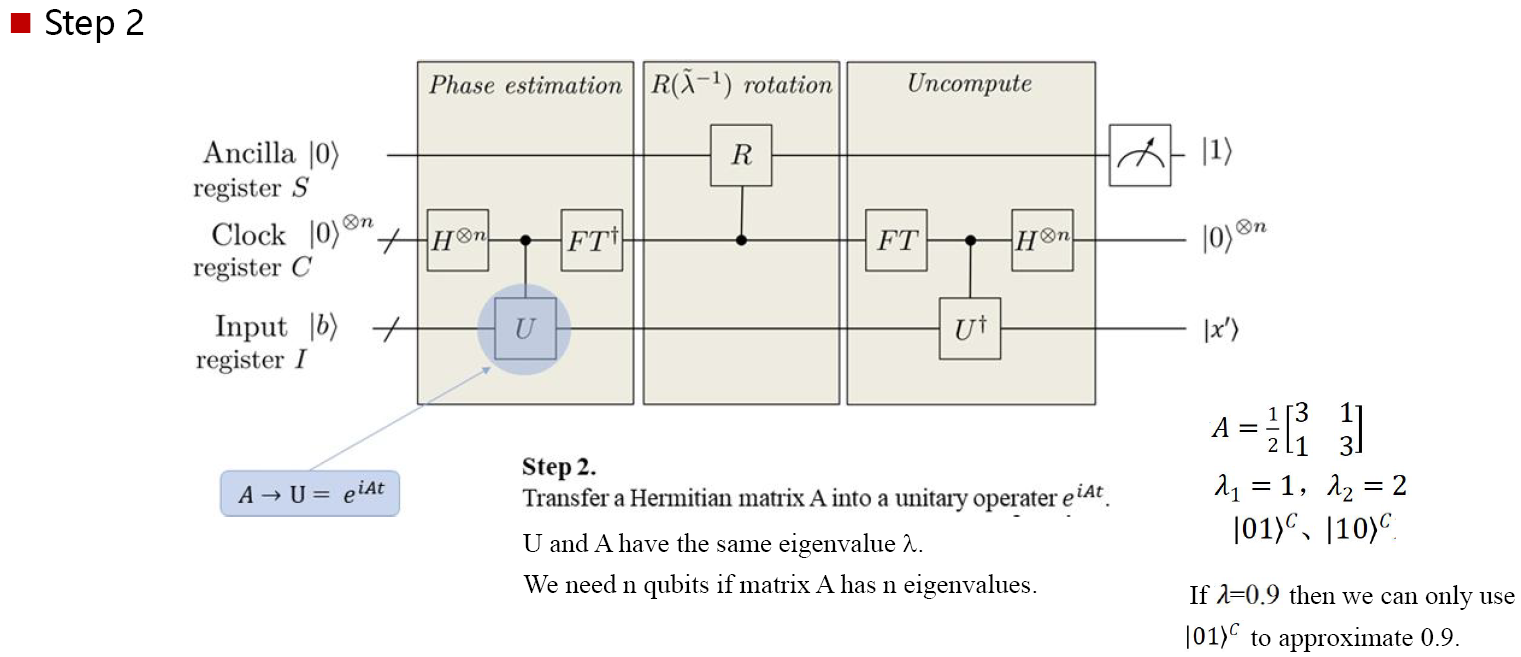 Step 2
Phase estimation
R(λ̃⁻¹) rotation
Uncompute
Ancilla |0⟩
register S
R
|1⟩
Clock |0⟩^{⊗n}
register C
H^{⊗n}
FT†
FT
H^{⊗n}
|0⟩^{⊗n}
Input |b⟩
register I
U
U†
|x′⟩
A → U = e^{iAt}
Step 2.
Transfer a Hermitian matrix A into a unitary operater e^{iAt}.
U and A have the same eigenvalue λ.
We need n qubits if matrix A has n eigenvalues.
A = 1/2 [3 1
1 3]
λ₁ = 1, λ₂ = 2
|01⟩^C、|10⟩^C
If λ=0.9 then we can only use
|01⟩^C to approximate 0.9.